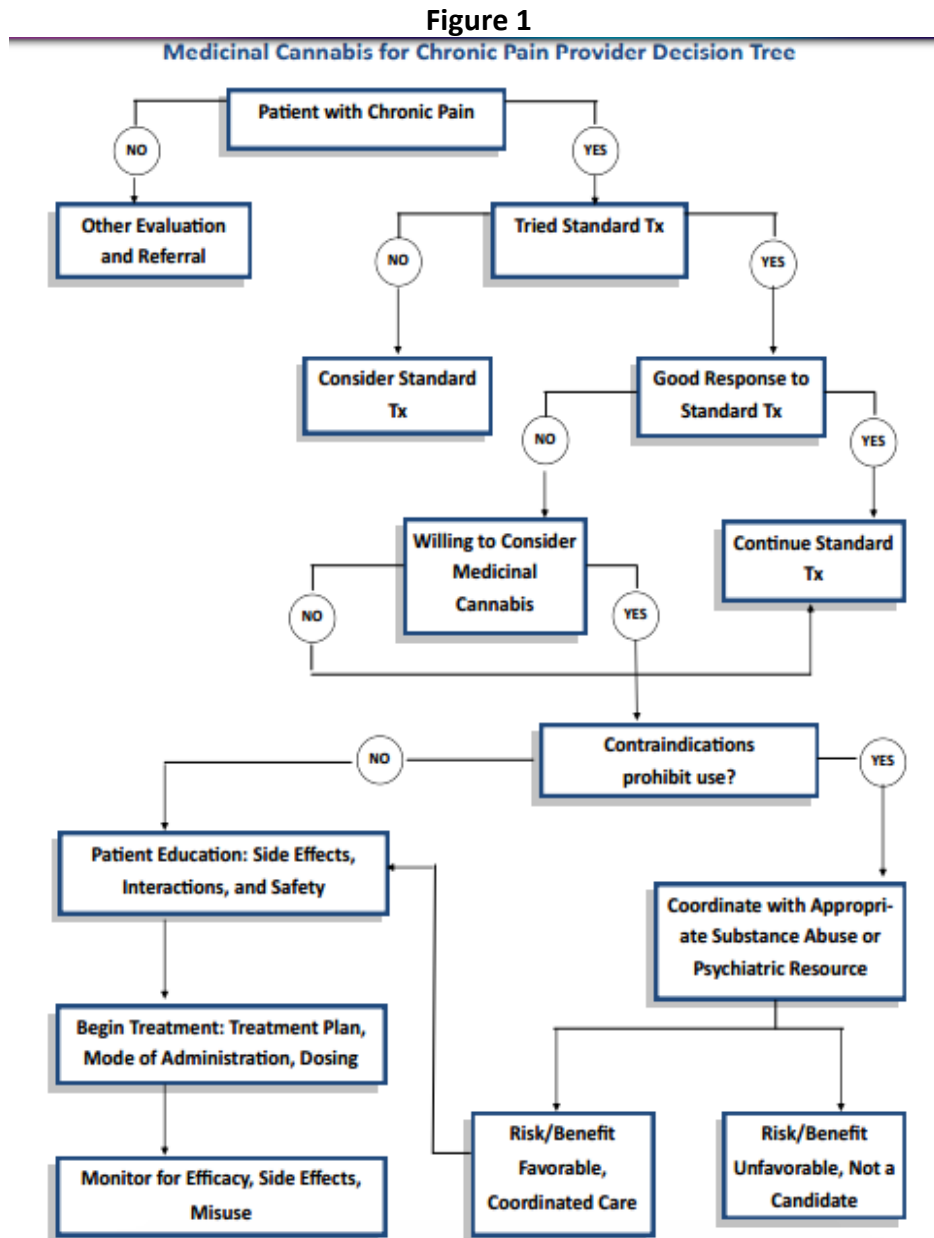 Figure 1
Medicinal Cannabis for Chronic Pain Provider Decision Tree
Patient with Chronic Pain
NO
YES
Other Evaluation
and Referral
Tried Standard Tx
NO
YES
Consider Standard
Tx
Good Response to
Standard Tx
NO
YES
Willing to Consider
Medicinal
Cannabis
Continue Standard
Tx
NO
YES
Contraindications
prohibit use?
NO
YES
Patient Education: Side Effects,
Interactions, and Safety
Coordinate with Appropri-
ate Substance Abuse or
Psychiatric Resource
Begin Treatment: Treatment Plan,
Mode of Administration, Dosing
Risk/Benefit
Favorable,
Coordinated Care
Risk/Benefit
Unfavorable, Not a
Candidate
Monitor for Efficacy, Side Effects,
Misuse